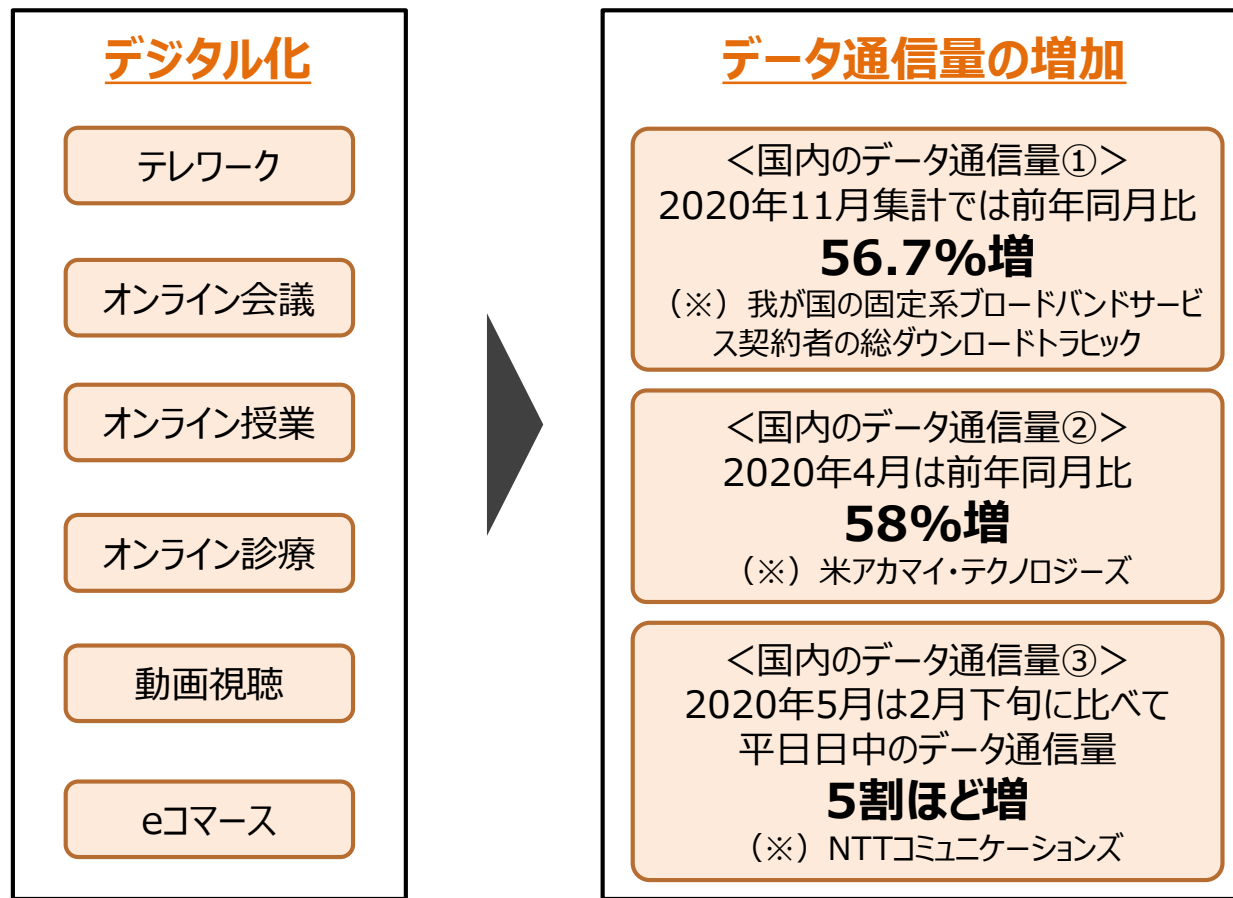 デジタル化
テレワーク
オンライン会議
オンライン授業
オンライン診療
動画視聴
eコマース
データ通信量の増加
＜国内のデータ通信量①＞
2020年11月集計では前年同月比
56.7%増
（※）我が国の固定系ブロードバンドサービ
ス契約者の総ダウンロードトラヒック
＜国内のデータ通信量②＞
2020年4月は前年同月比
58%増
（※）米アカマイ・テクノロジーズ
＜国内のデータ通信量③＞
2020年5月は2月下旬に比べて
平日日中のデータ通信量
5割ほど増
（※）NTTコミュニケーションズ